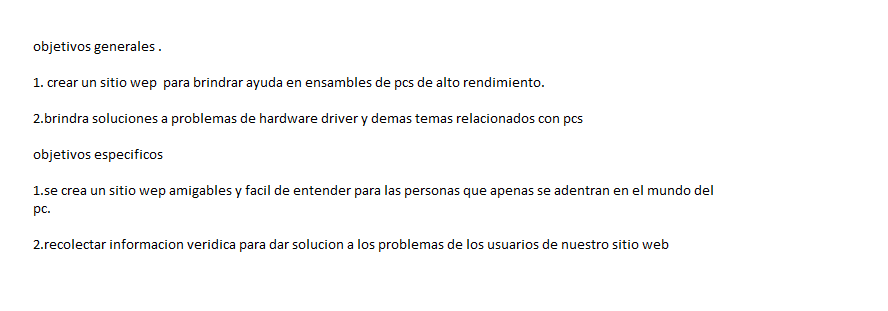 objetivos generales .
1. crear un sitio wep  para brindrar ayuda en ensambles de pcs de alto rendimiento.
2.brindra soluciones a problemas de hardware driver y demas temas relacionados con pcs
objetivos especificos
1.se crea un sitio wep amigables y facil de entender para las personas que apenas se adentran en el mundo del
pc.
2.recolectar informacion veridica para dar solucion a los problemas de los usuarios de nuestro sitio web